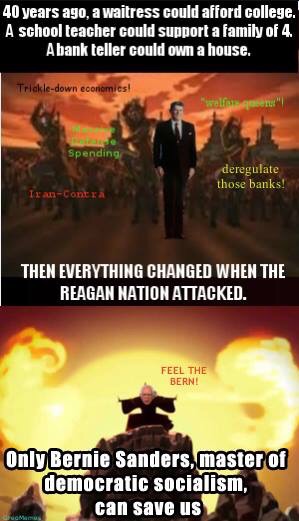 40 years ago, a waitress could afford college.
A school teacher could support a family of 4.
A bank teller could own a house.
Trickle-down economics!
"welfare queens"!
Massive
Defense
Spending
deregulate
those banks!
Iran-Contra
THEN EVERYTHING CHANGED WHEN THE
REAGAN NATION ATTACKED.
FEEL THE
BERN!
Only Bernie Sanders, master of
democratic socialism,
can save us